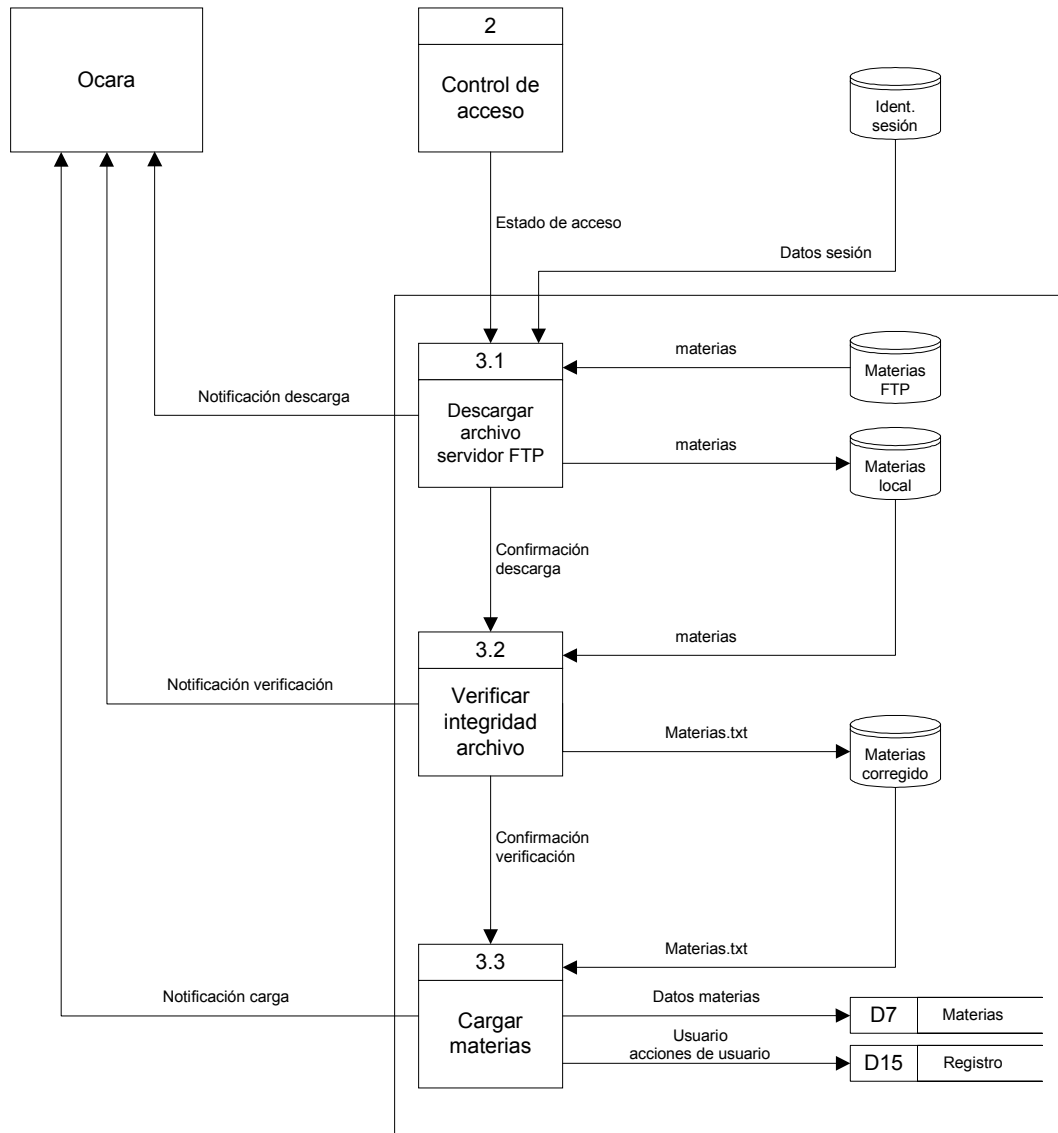 2
Ocara
Control de
acceso
Ident.
sesión
Estado de acceso
Datos sesión
3.1
materias
Materias
FTP
Notificación descarga
Descargar
archivo
servidor FTP
materias
Materias
local
Confirmación
descarga
3.2
materias
Notificación verificación
Verificar
integridad
archivo
Materias.txt
Materias
corregido
Confirmación
verificación
3.3
Materias.txt
Notificación carga
Cargar
materias
Datos materias
D7
Materias
Usuario
acciones de usuario
D15
Registro